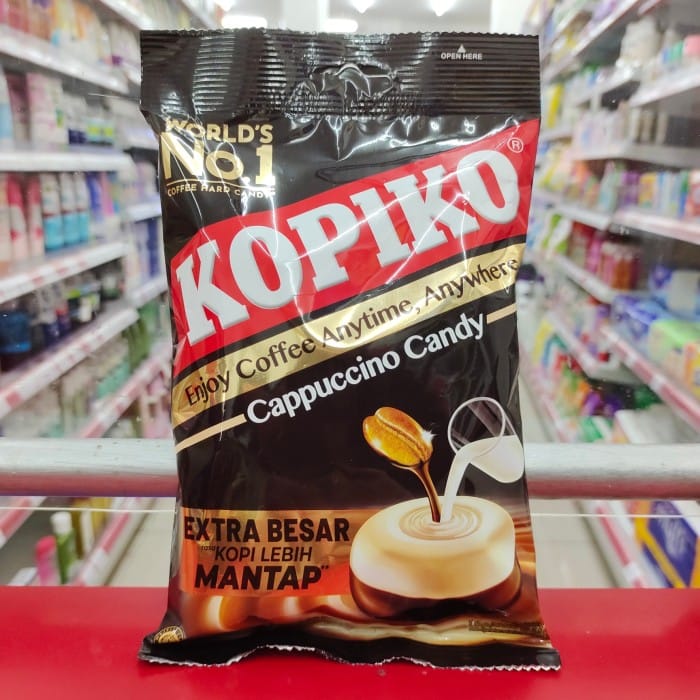 OPEN HERE
WORLD'S
No.1
COFFEE HARD CANDY
KOPIKO®
Enjoy Coffee Anytime, Anywhere
Cappuccino Candy
EXTRA BESAR
rasa KOPI LEBIH
MANTAP"